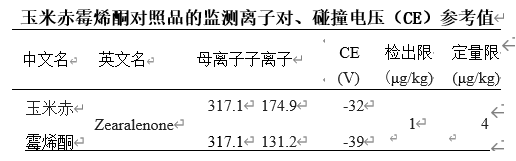 玉米赤霉烯酮对照品的监测离子对、碰撞电压（CE）参考值
中文名 英文名 母离子子离子 CE (V) 检出限 (μg/kg) 定量限 (μg/kg)
玉米赤霉烯酮 Zearalenone 317.1 174.9 -32 1 4
317.1 131.2 -39